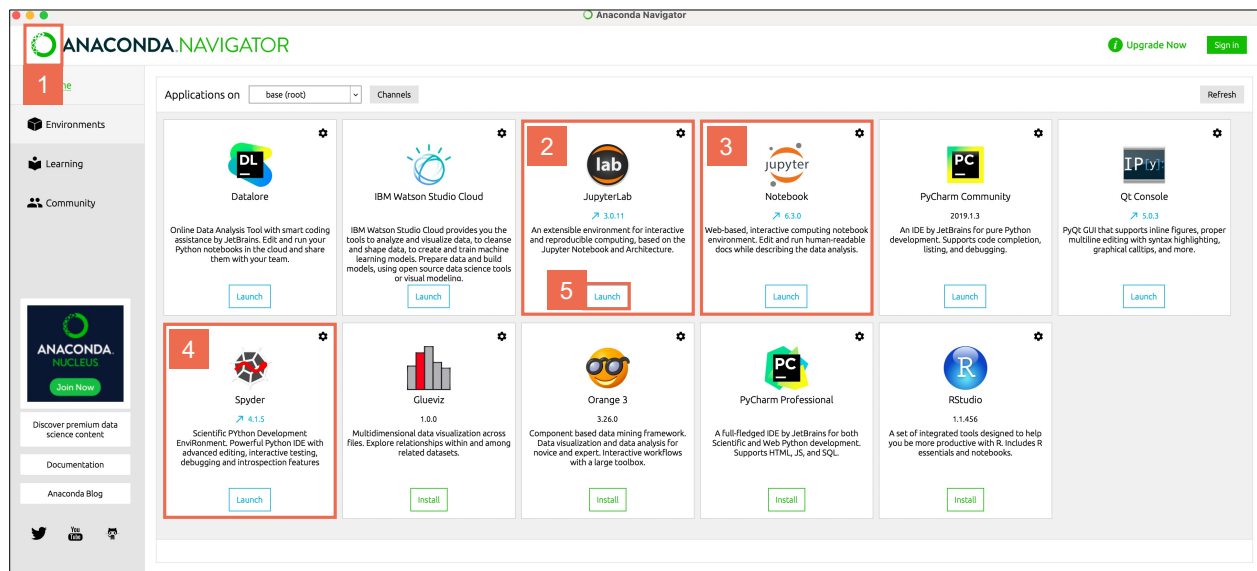 Anaconda Navigator
ANACONDA.NAVIGATOR
Upgrade Now
Sign in
1
Applications on
base (root)
Channels
Refresh
Environments
Learning
Community
ANACONDA.
NUCLEUS
Join Now
Discover premium data
science content
Documentation
Anaconda Blog
You
Tube
DL
Datalore
Online Data Analysis Tool with smart coding
assistance by JetBrains. Edit and run your
Python notebooks in the cloud and share
them with your team.
Launch
IBM Watson Studio Cloud
IBM Watson Studio Cloud provides you the
tools to analyze and visualize data, to cleanse
and shape data, to create and train machine
learning models. Prepare data and build
models, using open source data science tools
or visual modeling.
Launch
2
lab
JupyterLab
3.0.11
An extensible environment for interactive
and reproducible computing, based on the
Jupyter Notebook and Architecture.
5
Launch
3
jupyter
Notebook
6.3.0
Web-based, interactive computing notebook
environment. Edit and run human-readable
docs while describing the data analysis.
Launch
PC
PyCharm Community
2019.1.3
An IDE by JetBrains for pure Python
development. Supports code completion,
listing, and debugging.
Launch
IP[y]:
Qt Console
5.0.3
PyQt GUI that supports inline figures, proper
multiline editing with syntax highlighting,
graphical calltips, and more.
Launch
4
Spyder
4.1.5
Scientific PYthon Development
EnviRonment. Powerful Python IDE with
advanced editing, interactive testing,
debugging and introspection features
Launch
Glueviz
1.0.0
Multidimensional data visualization across
files. Explore relationships within and among
related datasets.
Install
Orange 3
3.26.0
Component based data mining framework.
Data visualization and data analysis for
novice and expert. Interactive workflows
with a large toolbox.
Install
PC
PyCharm Professional
A full-fledged IDE by JetBrains for both
Scientific and Web Python development.
Supports HTML, JS, and SQL.
Install
R
RStudio
1.1.456
A set of integrated tools designed to help
you be more productive with R. Includes R
essentials and notebooks.
Install